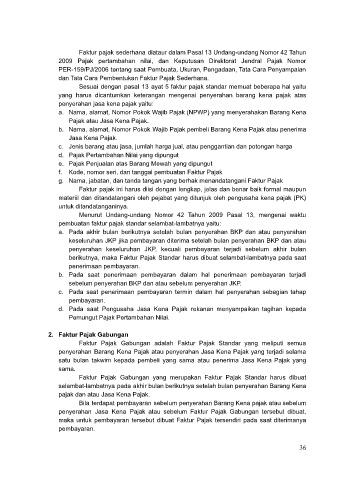 Faktur pajak sederhana diataur dalam Pasal 13 Undang-undang Nomor 42 Tahun
2009 Pajak pertambahan nilai, dan Keputusan Direktorat Jendral Pajak Nomor
PER-159/PJ/2006 tentang saat Pembuata, Ukuran, Pengadaan, Tata Cara Penyampaian
dan Tata Cara Pembentukan Faktur Pajak Sederhana.
Sesuai dengan pasal 13 ayat 5 faktur pajak standar memuat beberapa hal yaitu
yang harus dicantumkan keterangan mengenai penyerahan barang kena pajak atas
penyerahan jasa kena pajak yaitu:
a. Nama, alamat, Nomor Pokok Wajib Pajak (NPWP) yang menyerahakan Barang Kena
Pajak atau Jasa Kena Pajak.
b. Nama, alamat, Nomor Pokok Wajib Pajak pembeli Barang Kena Pajak atau penerima
Jasa Kena Pajak.
c. Jenis barang atau jasa, jumlah harga jual, atau penggantian dan potongan harga
d. Pajak Pertambahan Nilai yang dipungut
e. Pajak Penjualan atas Barang Mewah yang dipungut
f. Kode, nomor seri, dan tanggal pembuatan Faktur Pajak
g. Nama, jabatan, dan tanda tangan yang berhak menandatangani Faktur Pajak
Faktur pajak ini harus diisi dengan lengkap, jelas dan benar baik formal maupun
materiil dan ditandatangani oleh pejabat yang ditunjuk oleh pengusaha kena pajak (PK)
untuk ditandatanganinya.
Menurut Undang-undang Nomor 42 Tahun 2009 Pasal 13, mengenai waktu
pembuatan faktur pajak standar selambat-lambatnya yaitu:
a. Pada akhir bulan berikutnya setelah bulan penyerahan BKP dan atau penyerahan
keseluruhan JKP jika pembayaran diterima setelah bulan penyerahan BKP dan atau
penyerahan keseluruhan JKP, kecuali pembayaran terjadi sebelum akhir bulan
berikutnya, maka Faktur Pajak Standar harus dibuat selambat-lambatnya pada saat
penerimaan pembayaran.
b. Pada saat penerimaan pembayaran dalam hal penerimaan pembayaran terjadi
sebelum penyerahan BKP dan atau sebelum penyerahan JKP.
c. Pada saat penerimaan pembayaran termin dalam hal penyerahan sebagian tahap
pembayaran.
d. Pada saat Pengusaha Jasa Kena Pajak rekanan menyampaikan tagihan kepada
Pemungut Pajak Pertambahan Nilai.
2. Faktur Pajak Gabungan
Faktur Pajak Gabungan adalah Faktur Pajak Standar yang meliputi semua
penyerahan Barang Kena Pajak atau penyerahan Jasa Kena Pajak yang terjadi selama
satu bulan takwim kepada pembeli yang sama atau penerima Jasa Kena Pajak yang
sama.
Faktur Pajak Gabungan yang merupakan Faktur Pajak Standar harus dibuat
selambat-lambatnya pada akhir bulan berikutnya setelah bulan penyerahan Barang Kena
pajak dan atau Jasa Kena Pajak.
Bila terdapat pembayaran sebelum penyerahan Barang Kena pajak atau sebelum
penyerahan Jasa Kena Pajak atau sebelum Faktur Pajak Gabungan tersebut dibuat,
maka untuk pembayaran tersebut dibuat Faktur Pajak tersendiri pada saat diterimanya
pembayaran.
36